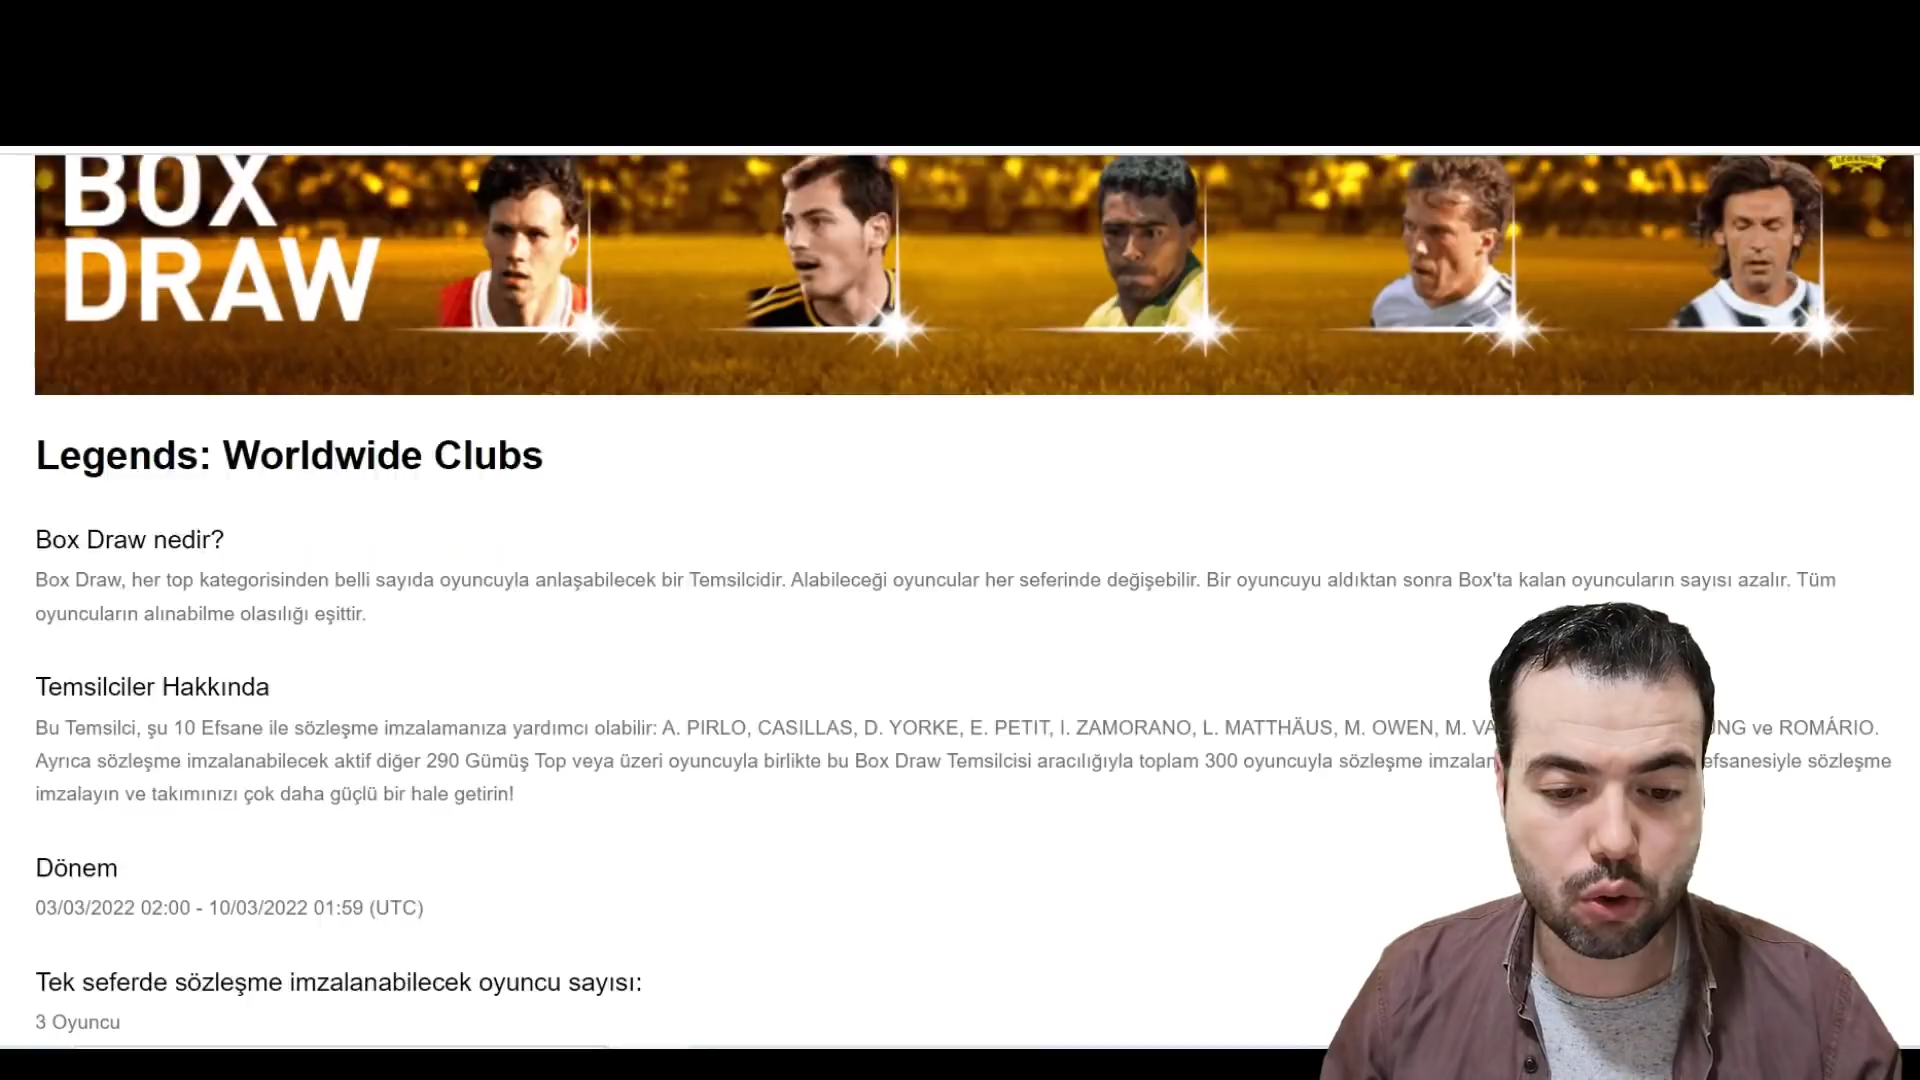 BOX
DRAW
LEGENDS
Legends: Worldwide Clubs
Box Draw nedir?
Box Draw, her top kategorisinden belli sayıda oyuncuyla anlaşabilecek bir Temsilcidir. Alabileceği oyuncular her seferinde değişebilir. Bir oyuncuyu aldıktan sonra Box'ta kalan oyuncuların sayısı azalır. Tüm
oyuncuların alınabilme olasılığı eşittir.
Temsilciler Hakkında
Bu Temsilci, şu 10 Efsane ile sözleşme imzalamanıza yardımcı olabilir: A. PIRLO, CASILLAS, D. YORKE, E. PETIT, I. ZAMORANO, L. MATTHÄUS, M. OWEN, M. ve ROMÁRIO.
Ayrıca sözleşme imzalanabilecek aktif diğer 290 Gümüş Top veya üzeri oyuncuyla birlikte bu Box Draw Temsilcisi aracılığıyla toplam 300 oyuncuyla sözleşme efsanesiyle sözleşme
imzalayın ve takımınızı çok daha güçlü bir hale getirin!
Dönem
03/03/2022 02:00 - 10/03/2022 01:59 (UTC)
Tek seferde sözleşme imzalanabilecek oyuncu sayısı:
3 Oyuncu